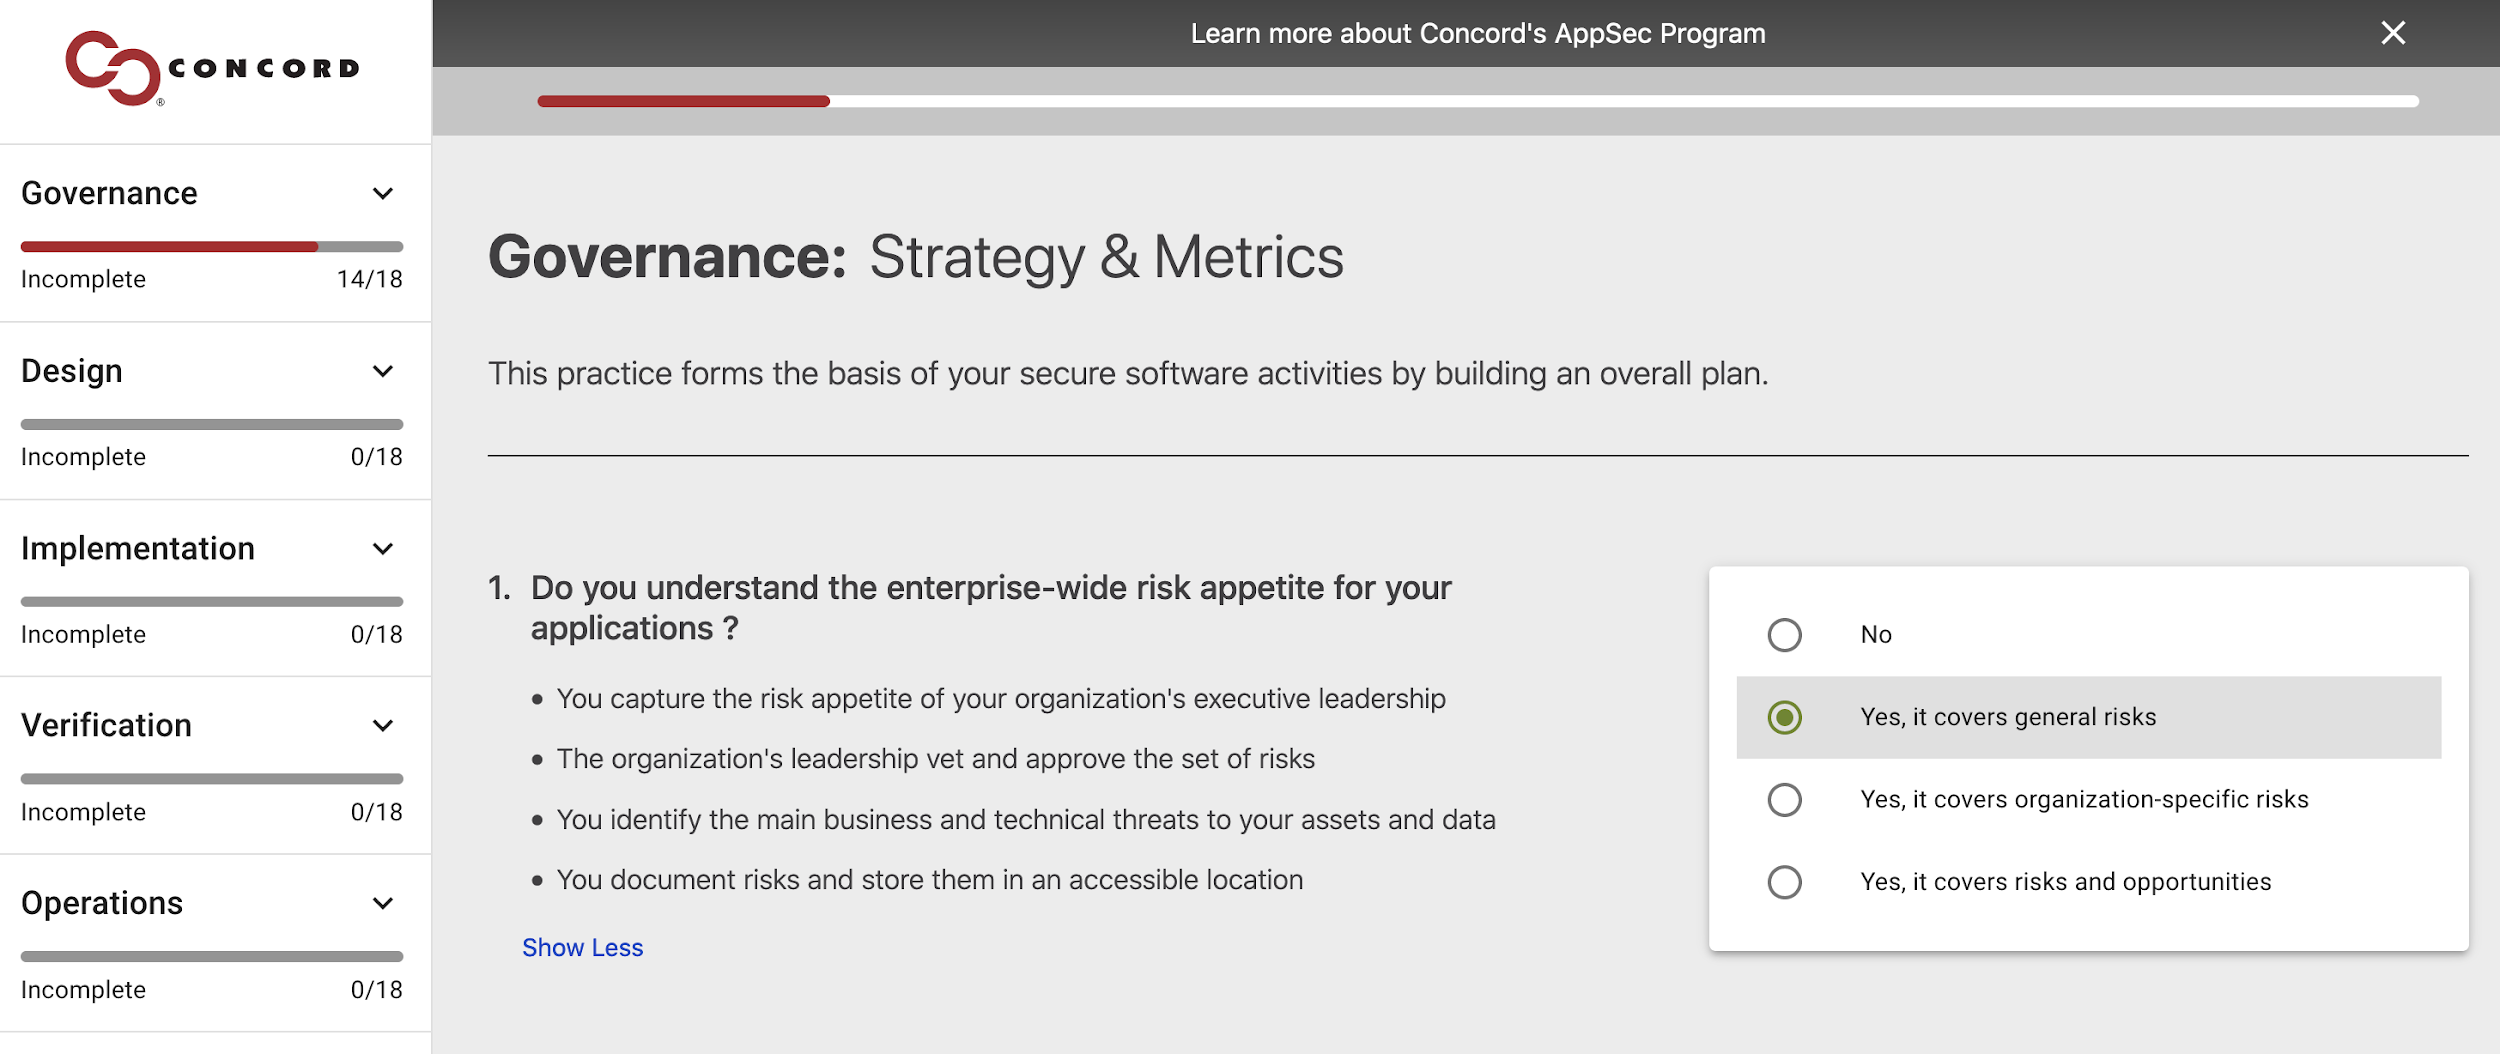 CONCORD
®
Learn more about Concord's AppSec Program
Governance
Incomplete 14/18
Design
Incomplete 0/18
Implementation
Incomplete 0/18
Verification
Incomplete 0/18
Operations
Incomplete 0/18
Governance: Strategy & Metrics
This practice forms the basis of your secure software activities by building an overall plan.
1. Do you understand the enterprise-wide risk appetite for your
applications ?
• You capture the risk appetite of your organization's executive leadership
• The organization's leadership vet and approve the set of risks
• You identify the main business and technical threats to your assets and data
• You document risks and store them in an accessible location
Show Less
No
Yes, it covers general risks
Yes, it covers organization-specific risks
Yes, it covers risks and opportunities